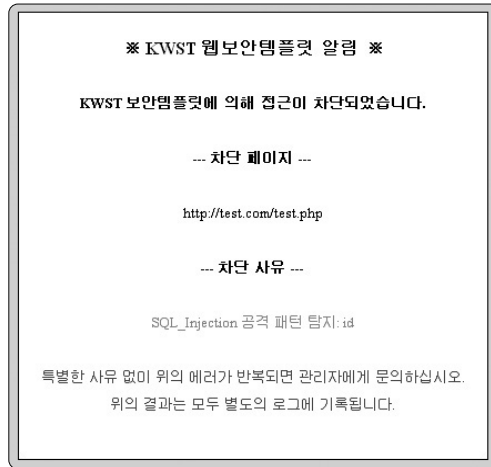 ※ KWST 웹보안템플릿 알림 ※
KWST 보안템플릿에 의해 접근이 차단되었습니다.
--- 차단 페이지 ---
http://test.com/test.php
--- 차단 사유 ---
SQL_Injection 공격 패턴 탐지: id
특별한 사유 없이 위의 에러가 반복되면 관리자에게 문의하십시오.
위의 결과는 모두 별도의 로그에 기록됩니다.